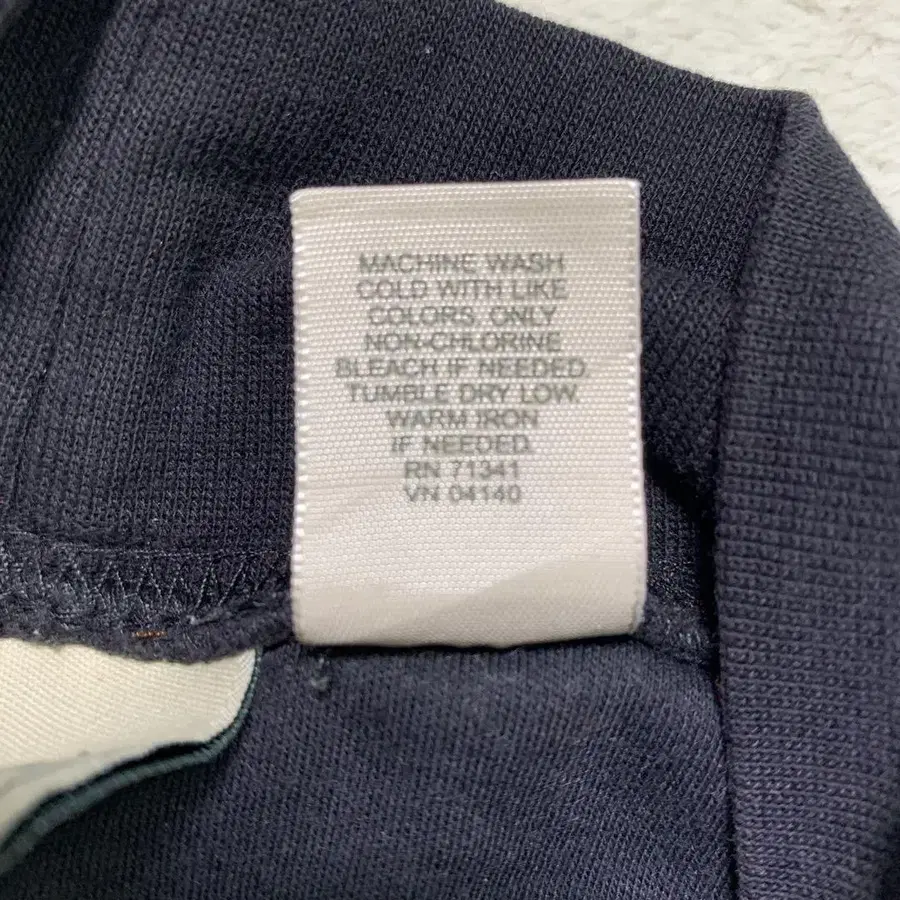 MACHINE WASH
COLD WITH LIKE
COLORS. ONLY
NON-CHLORINE
BLEACH IF NEEDED.
TUMBLE DRY LOW.
WARM IRON
IF NEEDED.
RN 71341
VN 04140